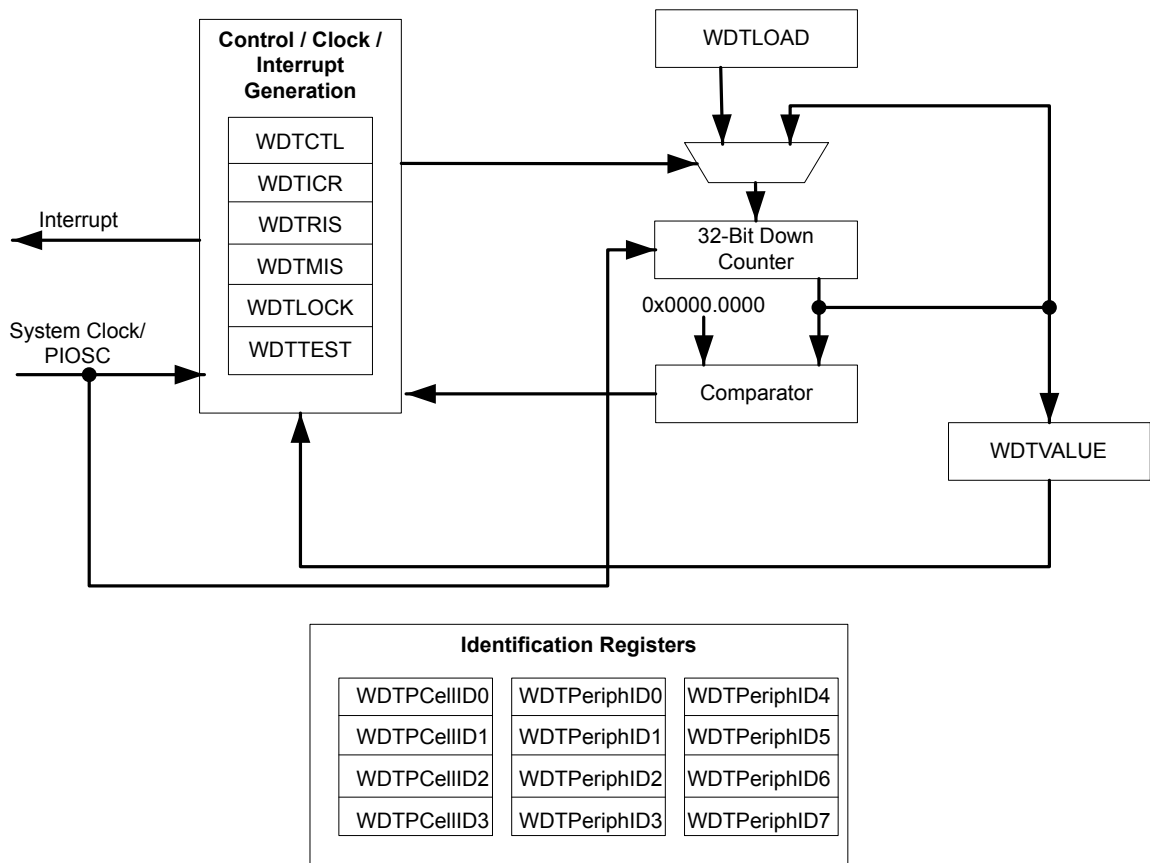 Control / Clock /
Interrupt
Generation
WDTCTL
WDTICR
WDTRIS
WDTMIS
WDTLOCK
WDTTEST
Interrupt
System Clock/
PIOSC
WDTLOAD
32-Bit Down
Counter
0x0000.0000
Comparator
WDTVALUE
Identification Registers
WDTPCellID0
WDTPCellID1
WDTPCellID2
WDTPCellID3
WDTPeriphID0
WDTPeriphID1
WDTPeriphID2
WDTPeriphID3
WDTPeriphID4
WDTPeriphID5
WDTPeriphID6
WDTPeriphID7